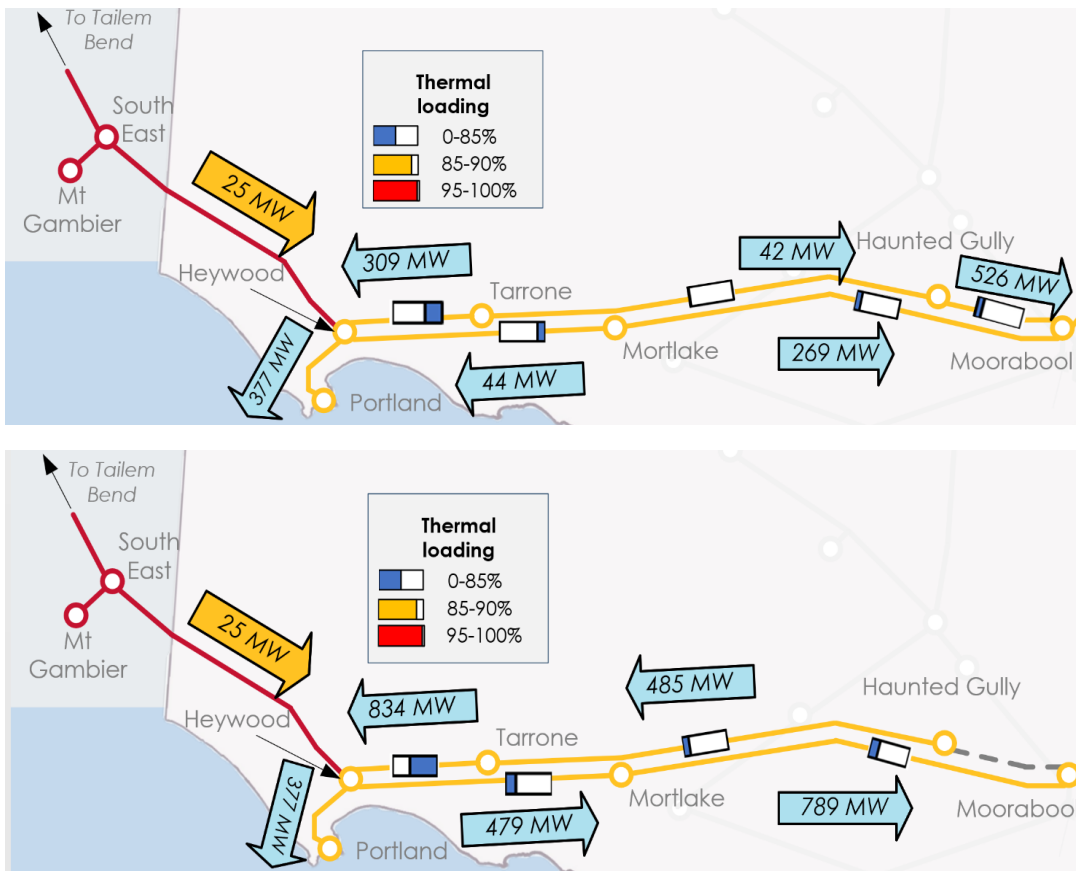 To Tailem
Bend
South
East
Mt
Gambier
25 MW
Thermal
loading
0-85%
85-90%
95-100%
Heywood
309 MW
Tarrone
42 MW
Haunted Gully
526 MW
377 MW
Portland
44 MW
Mortlake
269 MW
Moorabool
To Tailem
Bend
South
East
Mt
Gambier
25 MW
Thermal
loading
0-85%
85-90%
95-100%
Heywood
834 MW
Tarrone
485 MW
Haunted Gully
377 MW
Portland
479 MW
Mortlake
789 MW
Moorabool